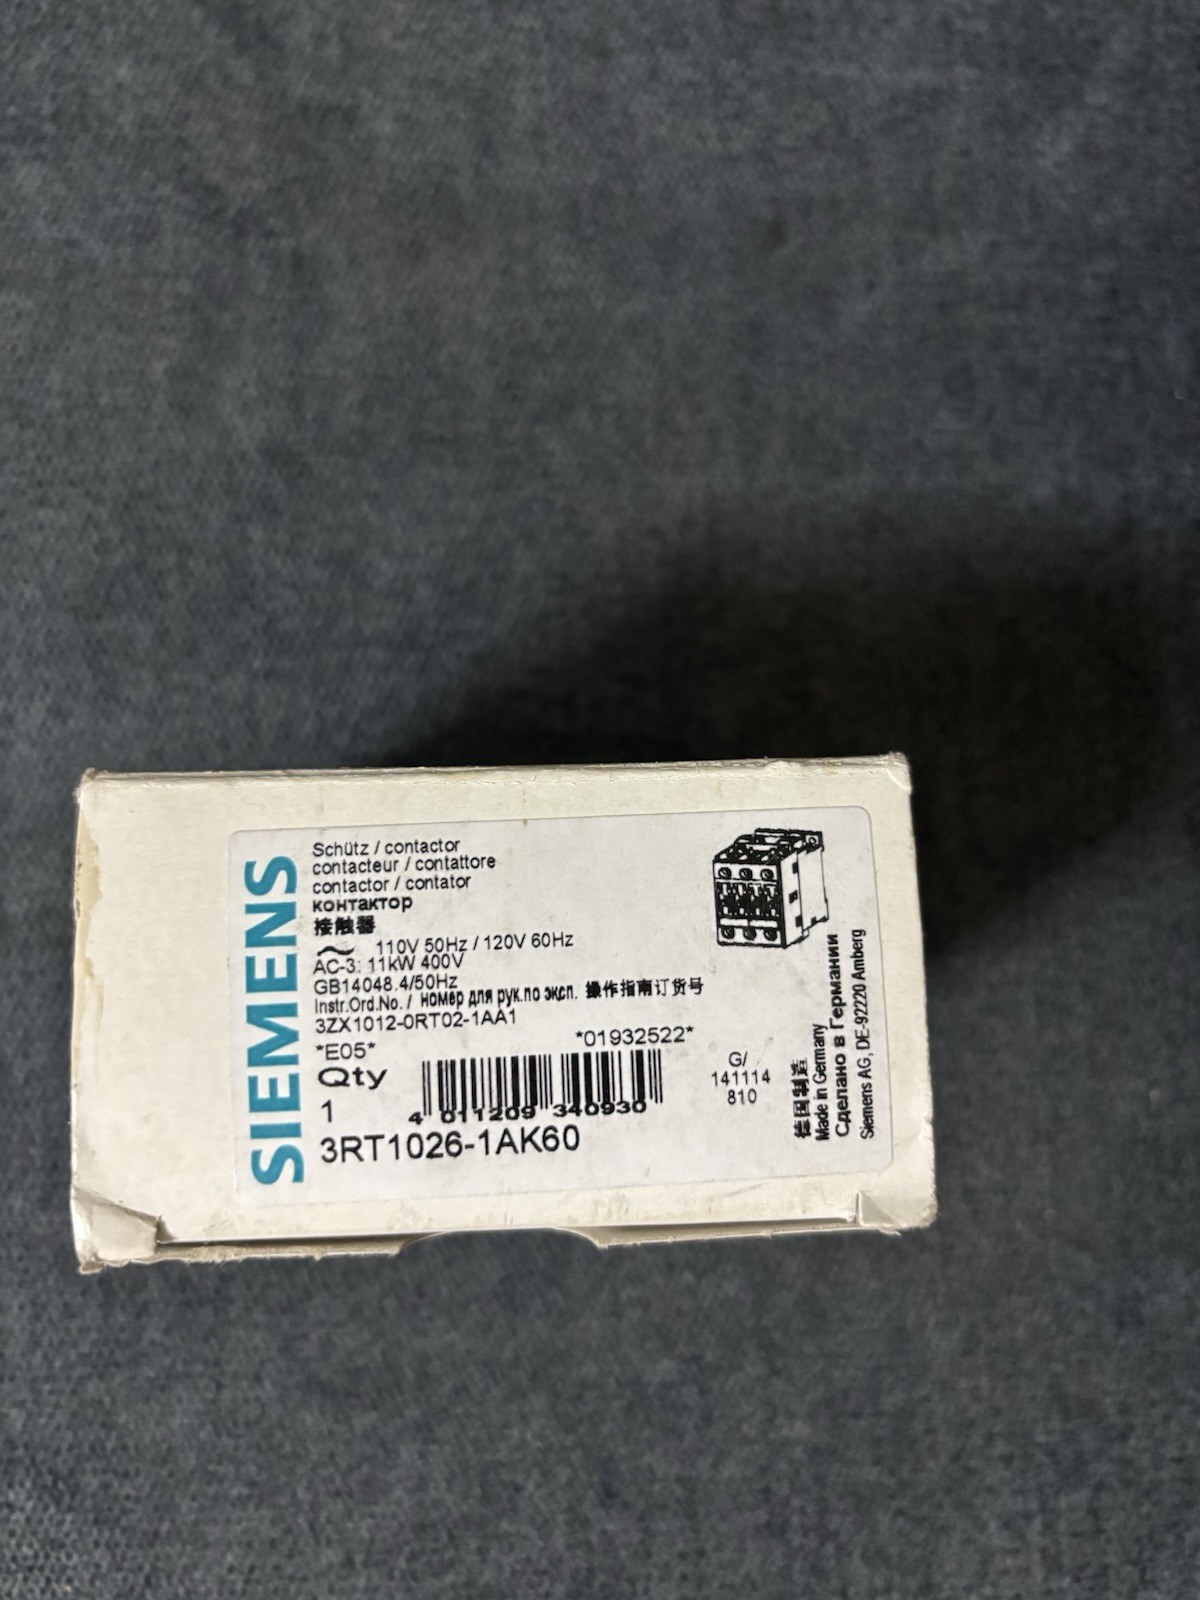 SIEMENS
Schütz / contactor
contacteur / contattore
contactor / contator
контактор
接触器
110V 50Hz / 120V 60Hz
AC-3: 11kW 400V
GB14048.4/50Hz
Instr.Ord.No. / номер для рук.по эксп. 操作指南订货号
3ZX1012-0RT02-1AA1
*E05*
*01932522*
Qty
1
4 011209 340930
3RT1026-1AK60
G/
141114
810
德国制造
Made in Germany
Сделано в Германии
Siemens AG, DE-92220 Amberg